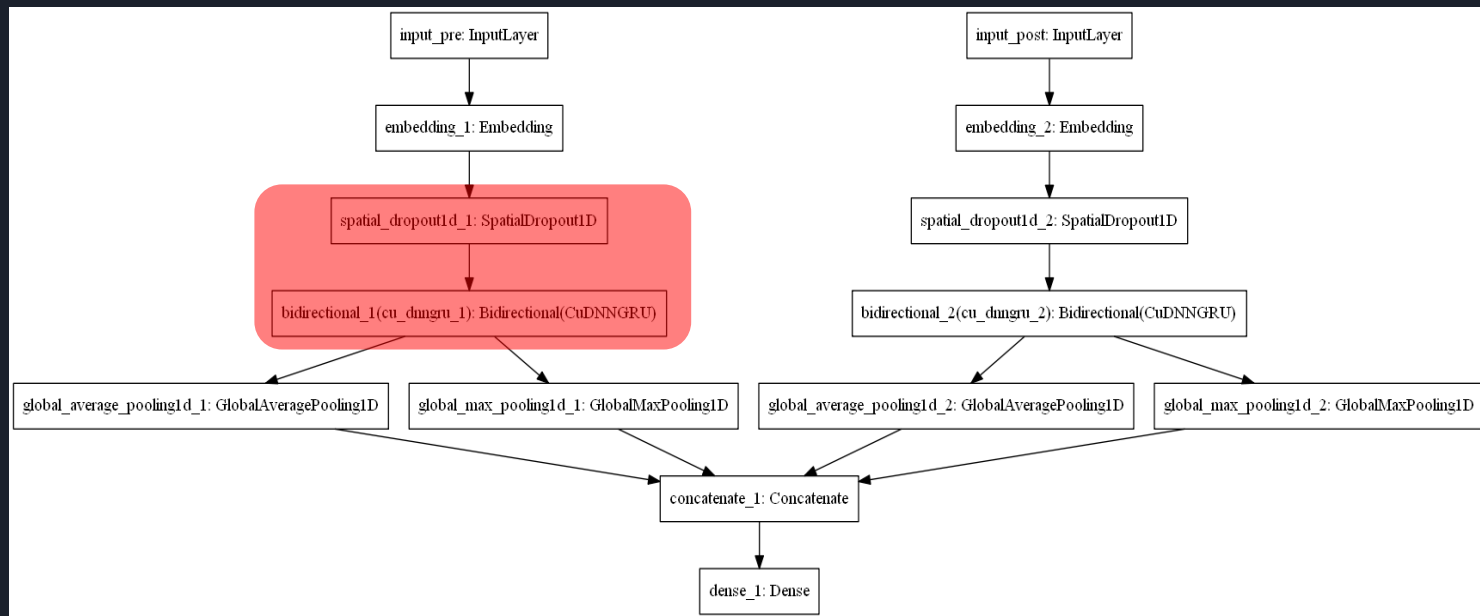 input_pre: InputLayer
input_post: InputLayer
embedding_1: Embedding
embedding_2: Embedding
spatial_dropout1d_1: SpatialDropout1D
spatial_dropout1d_2: SpatialDropout1D
bidirectional_1(cu_dnngru_1): Bidirectional(CuDNNGRU)
bidirectional_2(cu_dnngru_2): Bidirectional(CuDNNGRU)
global_average_pooling1d_1: GlobalAveragePooling1D
global_max_pooling1d_1: GlobalMaxPooling1D
global_average_pooling1d_2: GlobalAveragePooling1D
global_max_pooling1d_2: GlobalMaxPooling1D
concatenate_1: Concatenate
dense_1: Dense